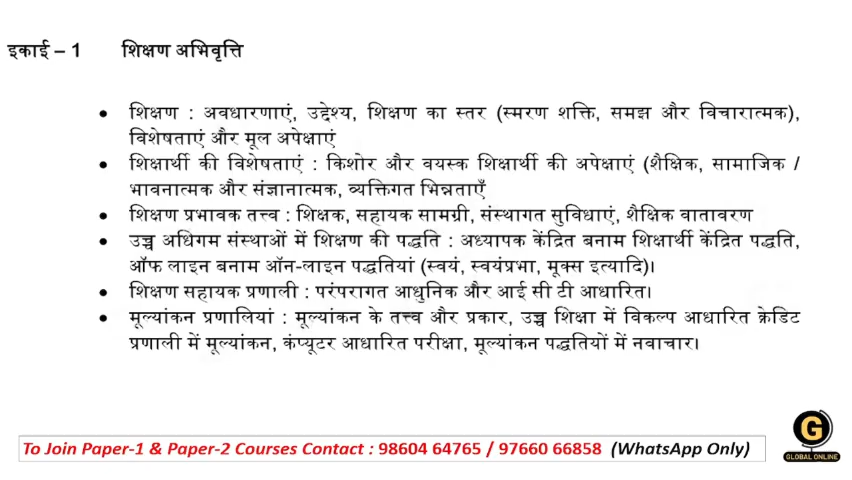 इकाई – 1 शिक्षण अभिवृत्ति
• शिक्षण : अवधारणाएं, उद्देश्य, शिक्षण का स्तर (स्मरण शक्ति, समझ और विचारात्मक),
विशेषताएं और मूल अपेक्षाएं
• शिक्षार्थी की विशेषताएं : किशोर और वयस्क शिक्षार्थी की अपेक्षाएं (शैक्षिक, सामाजिक /
भावनात्मक और संज्ञानात्मक, व्यक्तिगत भिन्नताएँ
• शिक्षण प्रभावक तत्त्व : शिक्षक, सहायक सामग्री, संस्थागत सुविधाएं, शैक्षिक वातावरण
• उच्च अधिगम संस्थाओं में शिक्षण की पद्धति : अध्यापक केंद्रित बनाम शिक्षार्थी केंद्रित पद्धति,
ऑफ लाइन बनाम ऑन-लाइन पद्धतियां (स्वयं, स्वयंप्रभा, मूक्स इत्यादि)।
• शिक्षण सहायक प्रणाली : परंपरागत आधुनिक और आई सी टी आधारित।
• मूल्यांकन प्रणालियां : मूल्यांकन के तत्त्व और प्रकार, उच्च शिक्षा में विकल्प आधारित क्रेडिट
प्रणाली में मूल्यांकन, कंप्यूटर आधारित परीक्षा, मूल्यांकन पद्धतियों में नवाचार।
To Join Paper-1 & Paper-2 Courses Contact : 98604 64765 / 97660 66858 (WhatsApp Only)
G
GLOBAL ONLINE